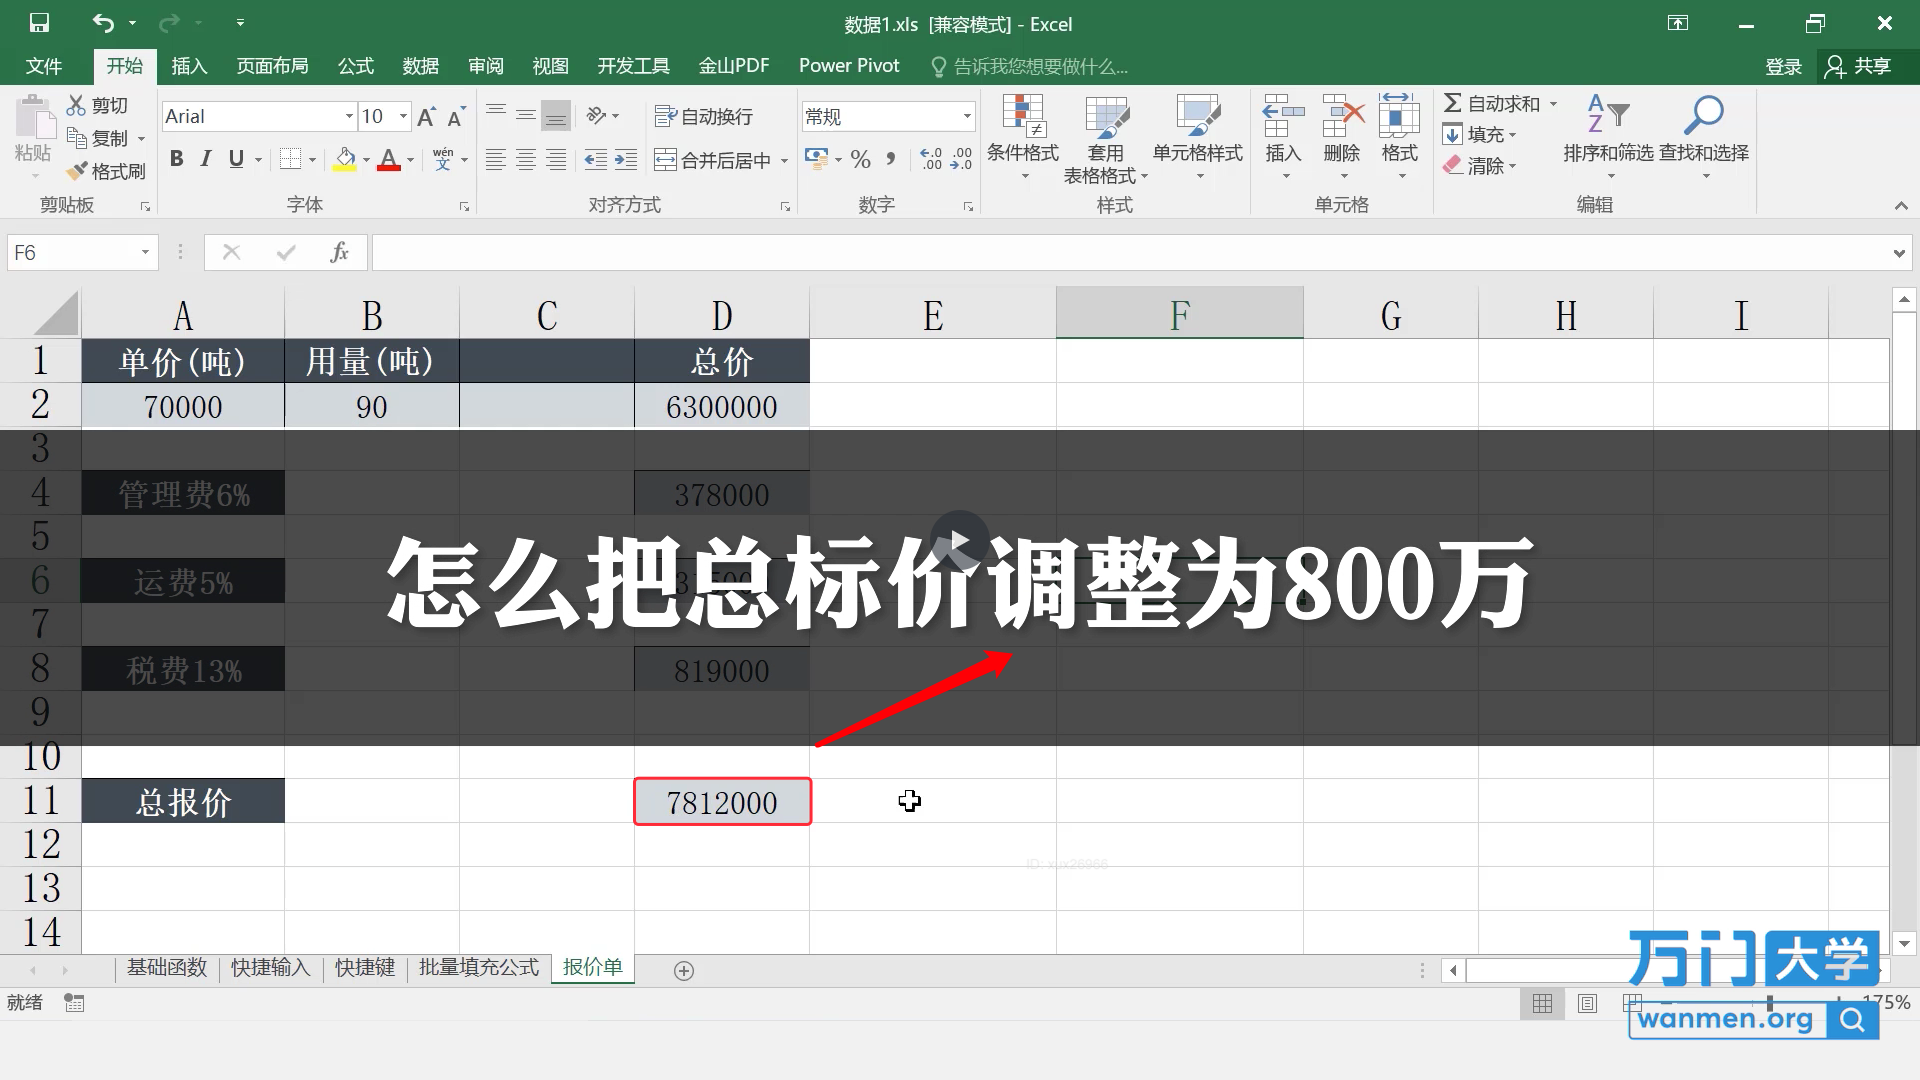 数据1.xls [兼容模式] - Excel
文件 开始 插入 页面布局 公式 数据 审阅 视图 开发工具 金山PDF Power Pivot 告诉我您想要做什么... 登录 共享
粘贴 剪切 复制 格式刷 剪贴板
Arial 10 B I U A wén 文 字体
自动换行 合并后居中 对齐方式
常规 % 数字
条件格式 套用表格格式 单元格样式 样式
插入 删除 格式 单元格
自动求和 填充 清除 排序和筛选 查找和选择 编辑
F6 fx
A B C D E F G H I
1 单价(吨) 用量(吨) 总价
2 70000 90 6300000
3
4 管理费6% 378000
5
怎么把总标价调整为800万
6 运费5%
7
8 税费13% 819000
9
10
11 总报价 7812000
12
ID: xux26966
13
14
基础函数 快捷输入 快捷键 批量填充公式 报价单
就绪 175%
万门大学
wanmen.org